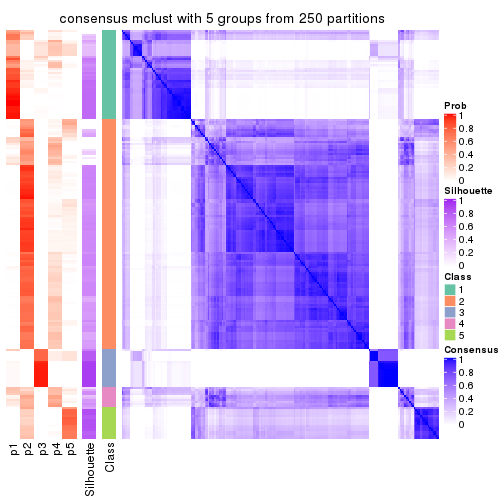 consensus mclust with 5 groups from 250 partitions
Prob
1
0.8
0.6
0.4
0.2
0
Silhouette
1
0.8
0.6
0.4
0.2
0
Class
1
2
3
4
5
Consensus
1
0.8
0.6
0.4
0.2
0
p1
p2
p3
p4
p5
Silhouette
Class